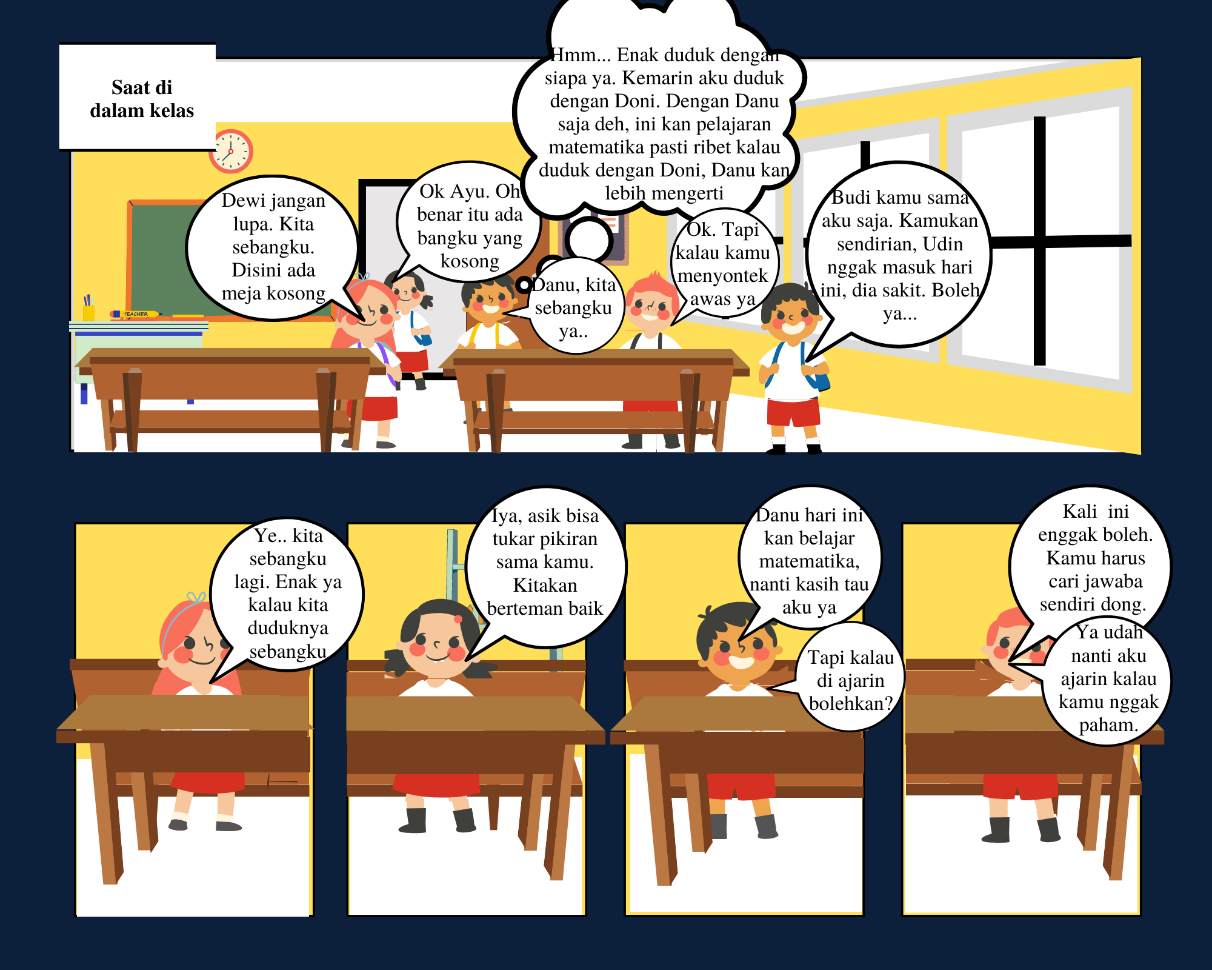 Saat di
dalam kelas
Dewi jangan
lupa. Kita
sebangku.
Disini ada
meja kosong
Ok Ayu. Oh
benar itu ada
bangku yang
kosong
Hmm... Enak duduk dengan
siapa ya. Kemarin aku duduk
dengan Doni. Dengan Danu
saja deh, ini kan pelajaran
matematika pasti ribet kalau
duduk dengan Doni, Danu kan
lebih mengerti
Danu, kita
sebangku
ya..
Ok. Tapi
kalau kamu
menyontek
awas ya
Budi kamu sama
aku saja. Kamukan
sendirian, Udin
nggak masuk hari
ini, dia sakit. Boleh
ya...
TEACHER
Ye.. kita
sebangku
lagi. Enak ya
kalau kita
duduknya
sebangku
Iya, asik bisa
tukar pikiran
sama kamu.
Kitakan
berteman baik
Danu hari ini
kan belajar
matematika,
nanti kasih tau
aku ya
Tapi kalau
di ajarin
bolehkan?
Kali  ini
enggak boleh.
Kamu harus
cari jawaba
sendiri dong.
Ya udah
nanti aku
ajarin kalau
kamu nggak
paham.